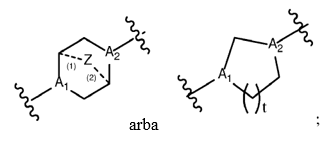 A₂
Z
(1)
(2)
A₁
arba
A₂
A₁
t
;